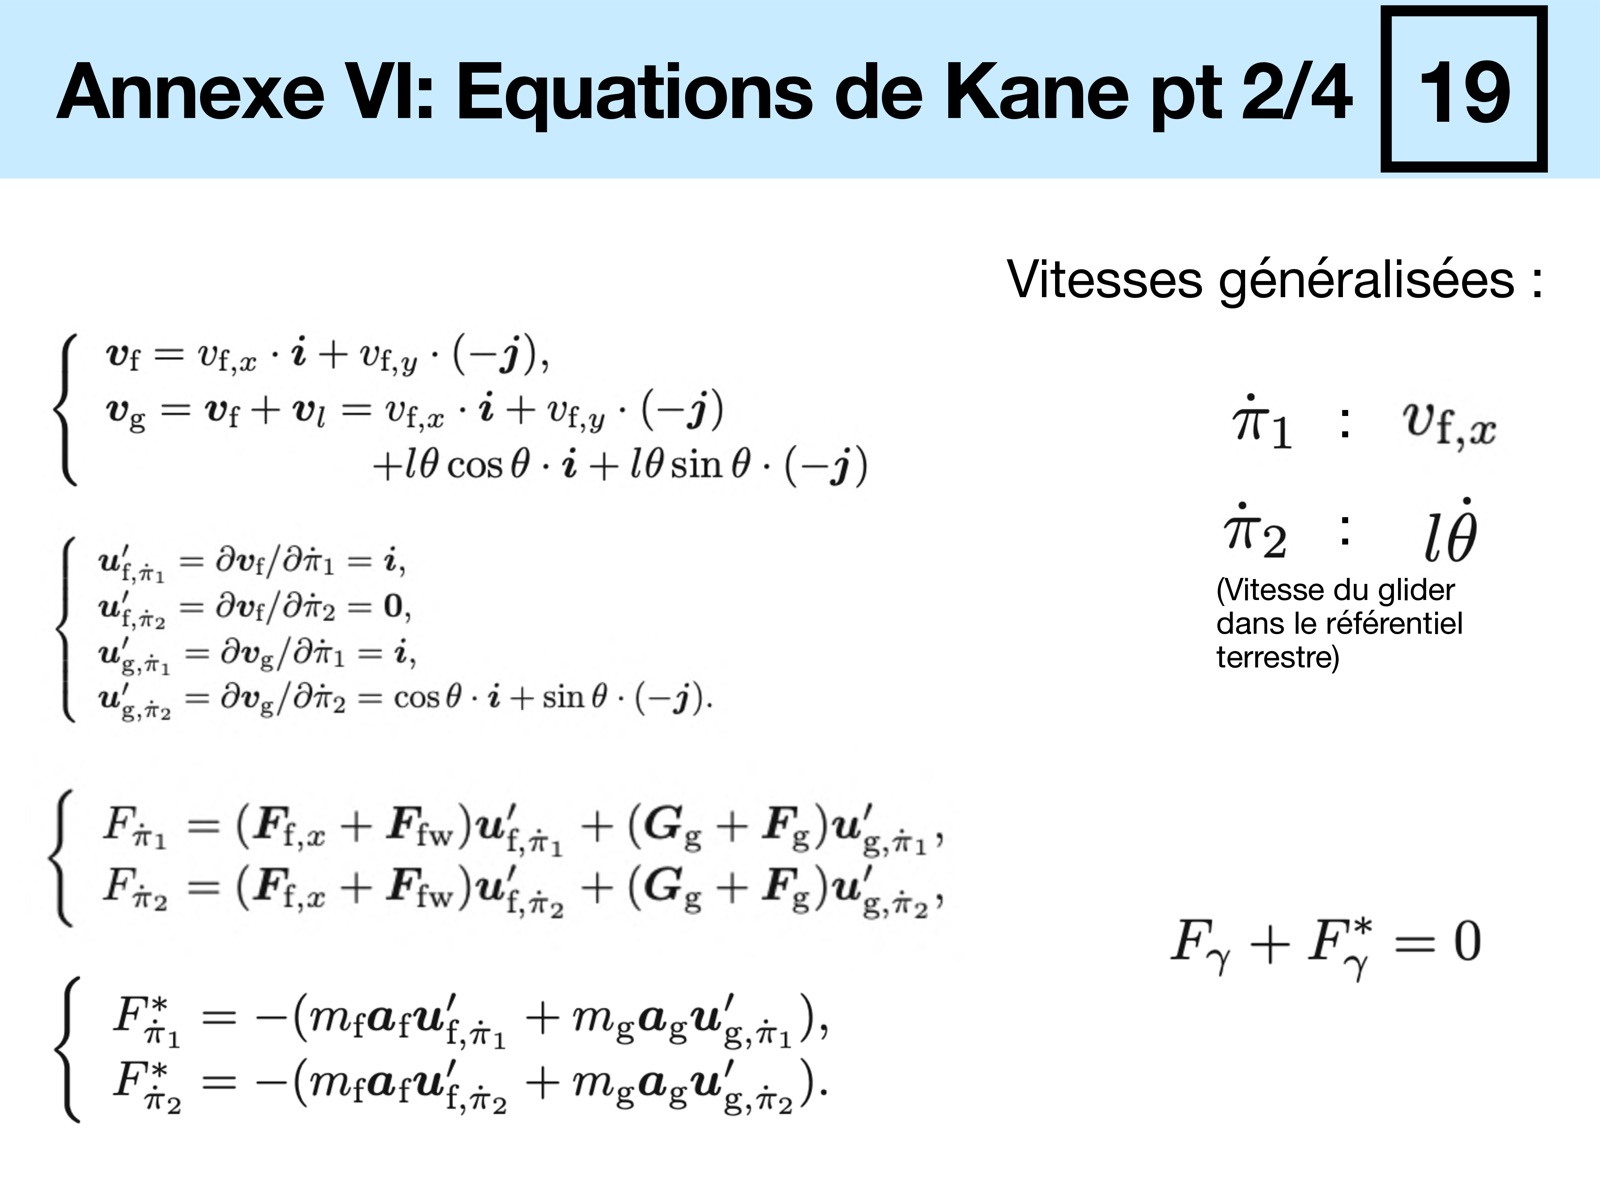 Annexe VI: Equations de Kane pt 2/4
19
Vitesses généralisées :
v_f = v_{f,x} · i + v_{f,y} · (−j),
v_g = v_f + v_l = v_{f,x} · i + v_{f,y} · (−j)
+lθ cos θ · i + lθ sin θ · (−j)
π̇₁ : v_{f,x}
π̇₂ : lθ̇
(Vitesse du glider
dans le référentiel
terrestre)
u′_{f,π̇₁} = ∂v_f/∂π̇₁ = i,
u′_{f,π̇₂} = ∂v_f/∂π̇₂ = 0,
u′_{g,π̇₁} = ∂v_g/∂π̇₁ = i,
u′_{g,π̇₂} = ∂v_g/∂π̇₂ = cos θ · i + sin θ · (−j).
F_{π̇₁} = (F_{f,x} + F_{fw})u′_{f,π̇₁} + (G_g + F_g)u′_{g,π̇₁},
F_{π̇₂} = (F_{f,x} + F_{fw})u′_{f,π̇₂} + (G_g + F_g)u′_{g,π̇₂},
F_γ + F*_γ = 0
F*_{π̇₁} = −(m_f a_f u′_{f,π̇₁} + m_g a_g u′_{g,π̇₁}),
F*_{π̇₂} = −(m_f a_f u′_{f,π̇₂} + m_g a_g u′_{g,π̇₂}).